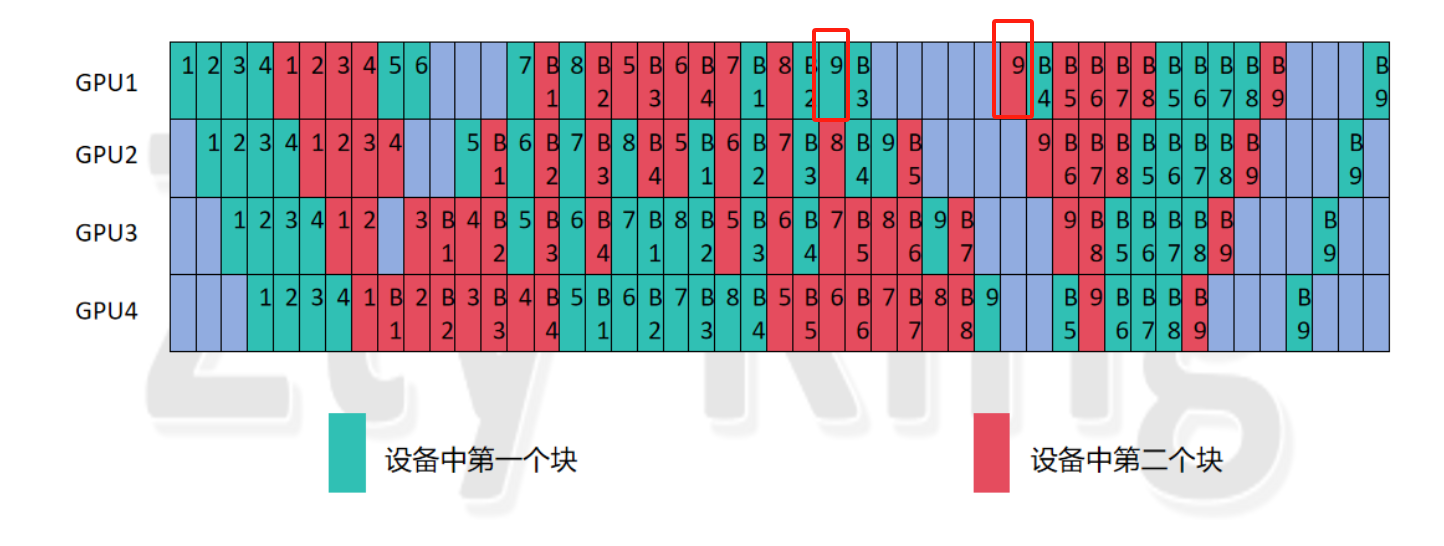 GPU1 1 2 3 4 1 2 3 4 5 6 7 B1 8 B2 5 B3 6 B4 7 B1 8 B2 9 B3 9 B4 B5 B6 B7 B8 B5 B6 B7 B8 B9 B9
GPU2 1 2 3 4 1 2 3 4 5 B1 6 B2 7 B3 8 B4 5 B1 6 B2 7 B3 8 B4 9 B5 9 B6 B7 B8 B5 B6 B7 B8 B9 B9
GPU3 1 2 3 4 1 2 3 B1 4 B2 5 B3 6 B4 7 B1 8 B2 5 B3 6 B4 7 B5 8 B6 9 B7 9 B8 B5 B6 B7 B8 B9 B9
GPU4 1 2 3 4 1 B1 2 B2 3 B3 4 B4 5 B1 6 B2 7 B3 8 B4 5 B5 6 B6 7 B7 8 B8 9 B5 9 B6 B7 B8 B9 B9
Zty King
设备中第一个块
设备中第二个块